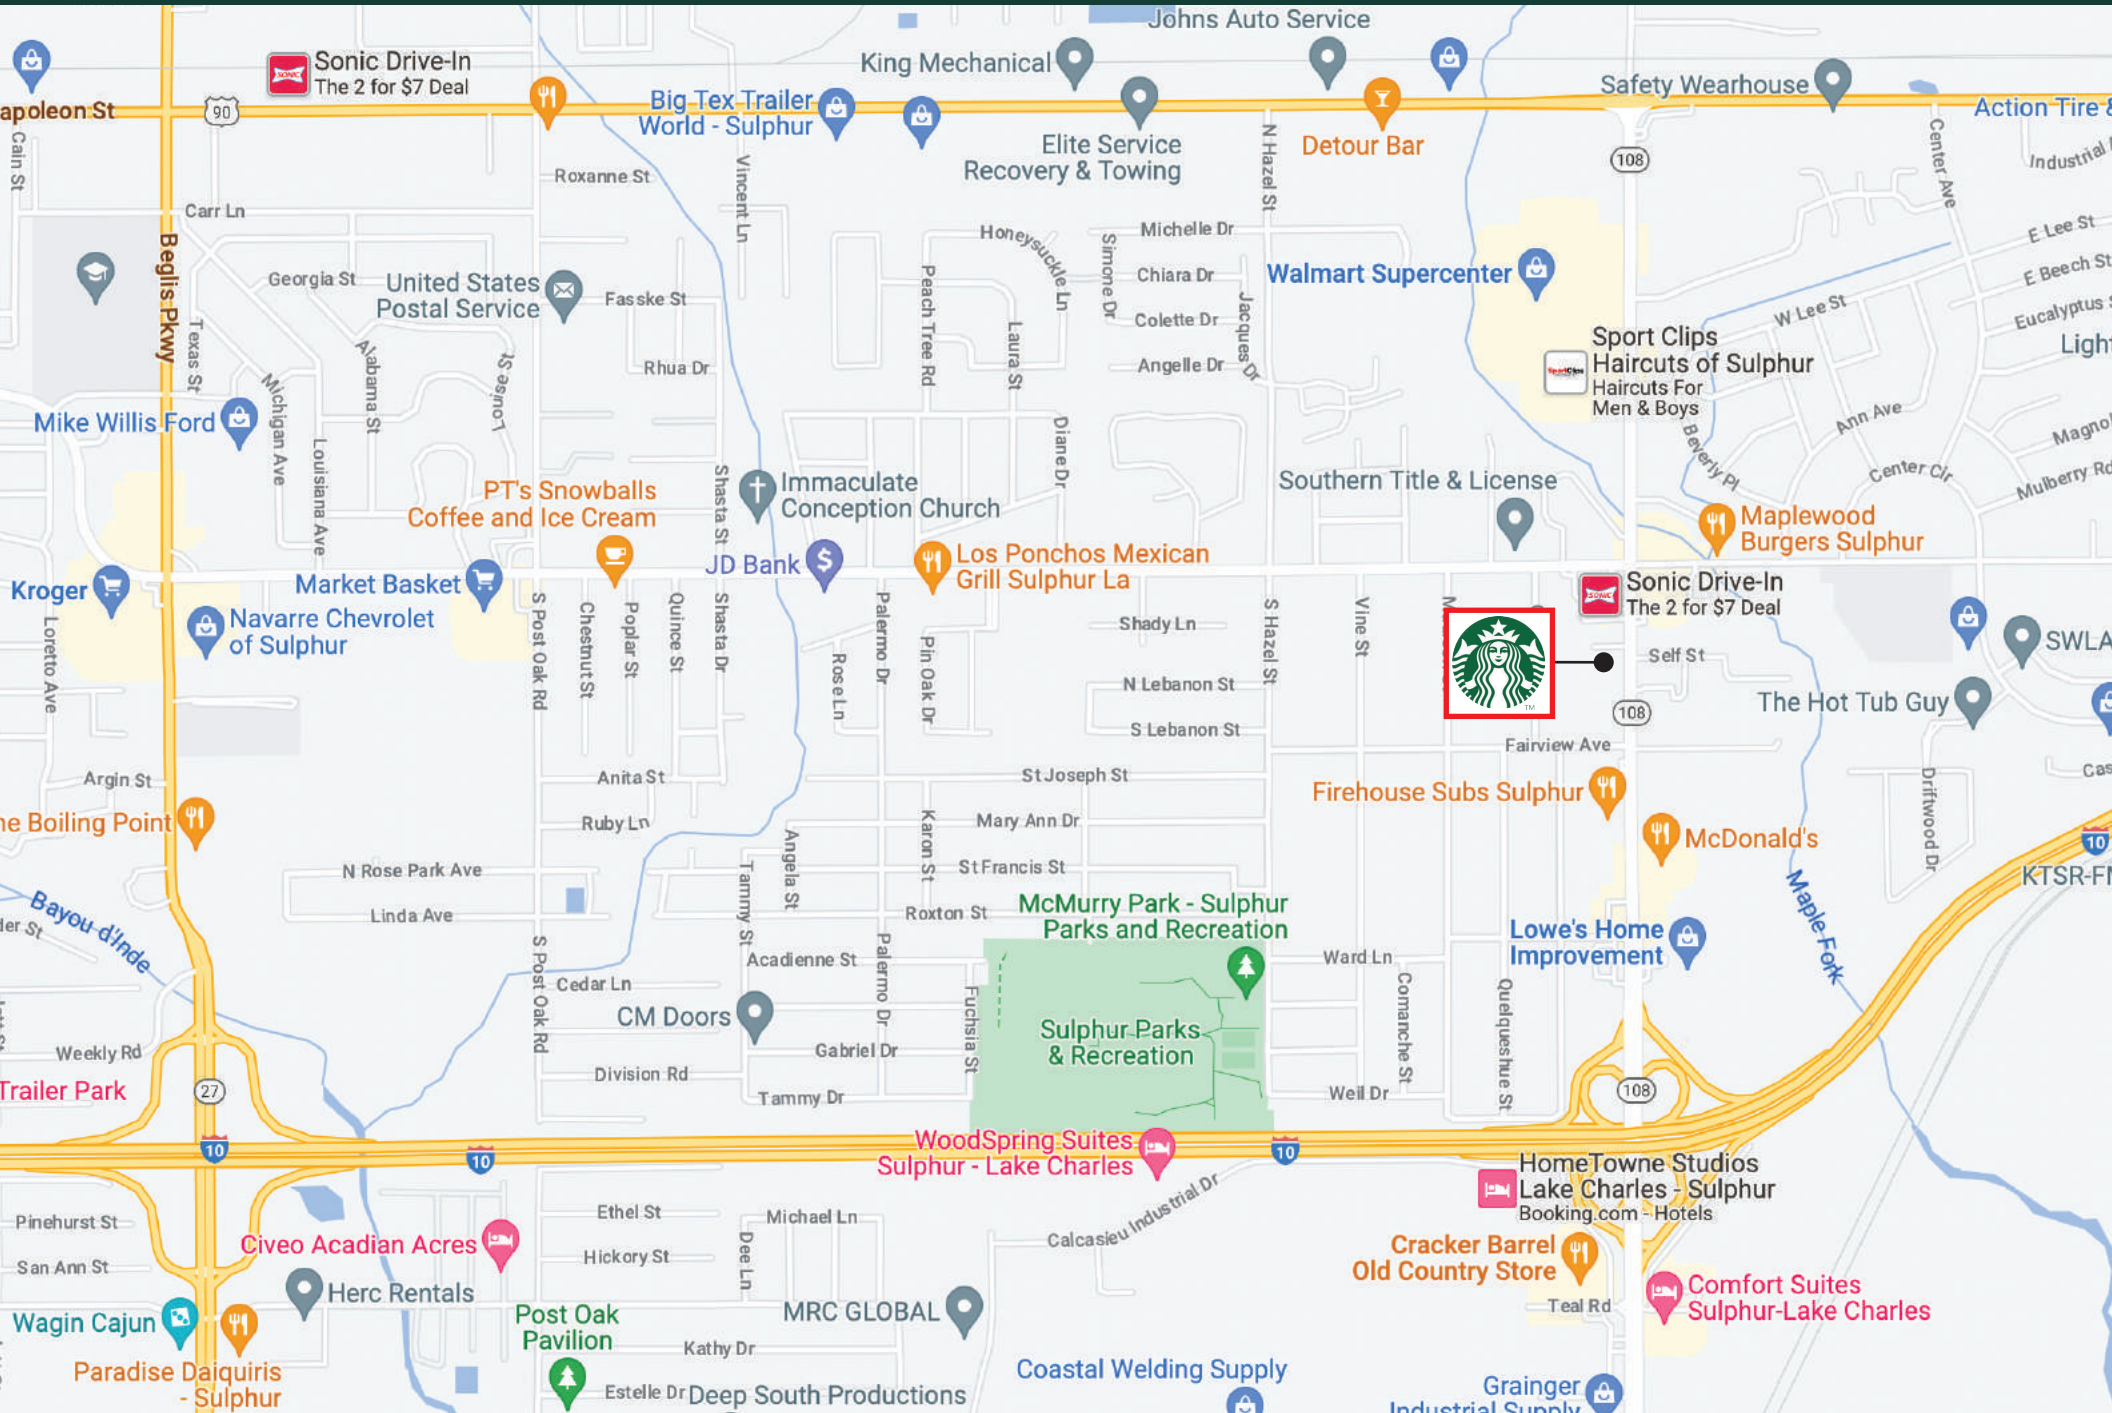 Johns Auto Service
King Mechanical
Sonic Drive-In
The 2 for $7 Deal
Safety Wearhouse
apoleon St
90
Big Tex Trailer
World - Sulphur
Action Tire &
Elite Service
Recovery & Towing
Detour Bar
108
Cain St
Roxanne St
Vincent Ln
N Hazel St
Center Ave
Industrial
Carr Ln
Beglis Pkwy
Honeysuckle Ln
Simone Dr
Michelle Dr
E Lee St
Georgia St
United States
Postal Service
Fasske St
Peach Tree Rd
Chiara Dr
Walmart Supercenter
E Beech St
Jacques Dr
Colette Dr
W Lee St
Eucalyptus
Texas St
Alabama St
Louise St
Rhua Dr
Laura St
Angelle Dr
Sport Clips
Haircuts of Sulphur
Haircuts For
Men & Boys
Light
Mike Willis Ford
Michigan Ave
Louisiana Ave
Diane Dr
Beverly Pl
Ann Ave
Magnol
Center Cir
Mulberry Rd
PT's Snowballs
Coffee and Ice Cream
Shasta St
Immaculate
Conception Church
Southern Title & License
Maplewood
Burgers Sulphur
Kroger
Market Basket
JD Bank
Los Ponchos Mexican
Grill Sulphur La
Sonic Drive-In
The 2 for $7 Deal
Navarre Chevrolet
of Sulphur
Loretto Ave
S Post Oak Rd
Chestnut St
Poplar St
Quince St
Shasta Dr
Rose Ln
Palermo Dr
Pin Oak Dr
Shady Ln
S Hazel St
Vine St
TM
Self St
SWLA
N Lebanon St
The Hot Tub Guy
108
S Lebanon St
Fairview Ave
Argin St
Anita St
St Joseph St
Firehouse Subs Sulphur
Driftwood Dr
Cas
he Boiling Point
Ruby Ln
Angela St
Karon St
Mary Ann Dr
McDonald's
10
N Rose Park Ave
Tammy St
St Francis St
KTSR-FM
Bayou d'Inde
Linda Ave
Roxton St
McMurry Park - Sulphur
Parks and Recreation
Maple Fork
der St
S Post Oak Rd
Acadienne St
Palermo Dr
Ward Ln
Lowe's Home
Improvement
Cedar Ln
CM Doors
Fuchsia St
Sulphur Parks
& Recreation
Comanche St
Quelqueshue St
Weekly Rd
Gabriel Dr
Trailer Park
27
Division Rd
Tammy Dr
Weil Dr
108
10
10
WoodSpring Suites
Sulphur - Lake Charles
10
HomeTowne Studios
Lake Charles - Sulphur
Booking.com - Hotels
Pinehurst St
Ethel St
Michael Ln
Calcasieu Industrial Dr
Civeo Acadian Acres
Hickory St
Dee Ln
Cracker Barrel
Old Country Store
San Ann St
Herc Rentals
Comfort Suites
Sulphur-Lake Charles
Wagin Cajun
Post Oak
Pavilion
MRC GLOBAL
Teal Rd
Kathy Dr
Paradise Daiquiris
- Sulphur
Estelle Dr
Deep South Productions
Coastal Welding Supply
Grainger
Industrial Supply